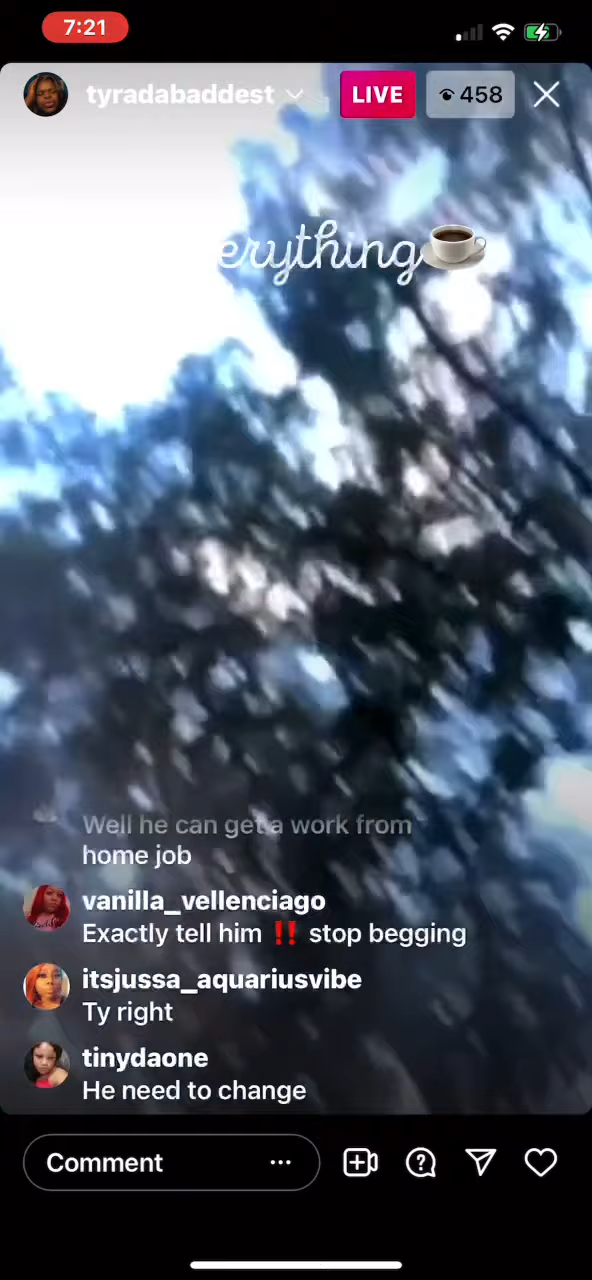 7:21
tyradabaddest
LIVE
458
erything
Well he can get a work from
home job
vanilla_vellenciago
Exactly tell him ‼️ stop begging
itsjussa_aquariusvibe
Ty right
tinydaone
He need to change
Comment